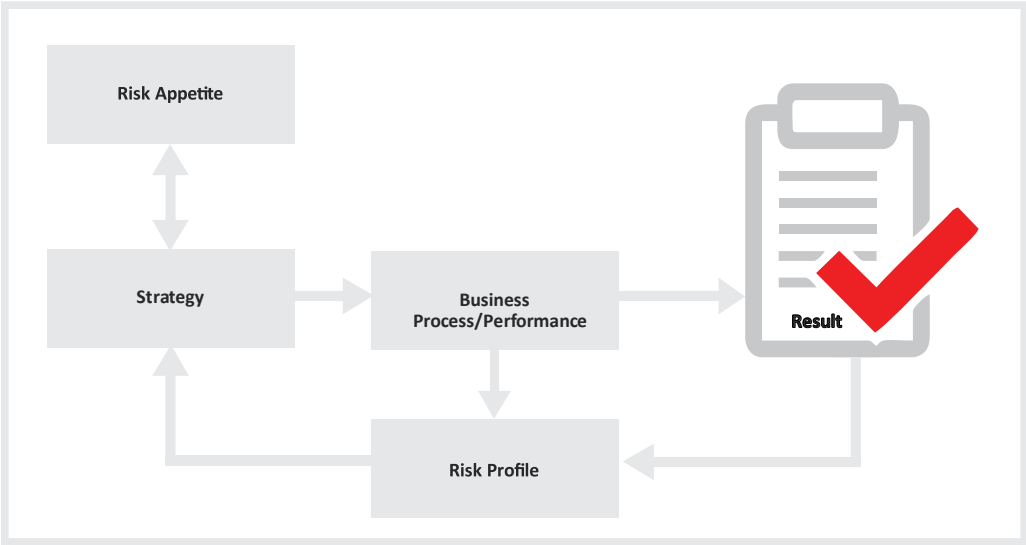 Risk Appetite
Strategy
Business
Process/Performance
Result
Risk Profile